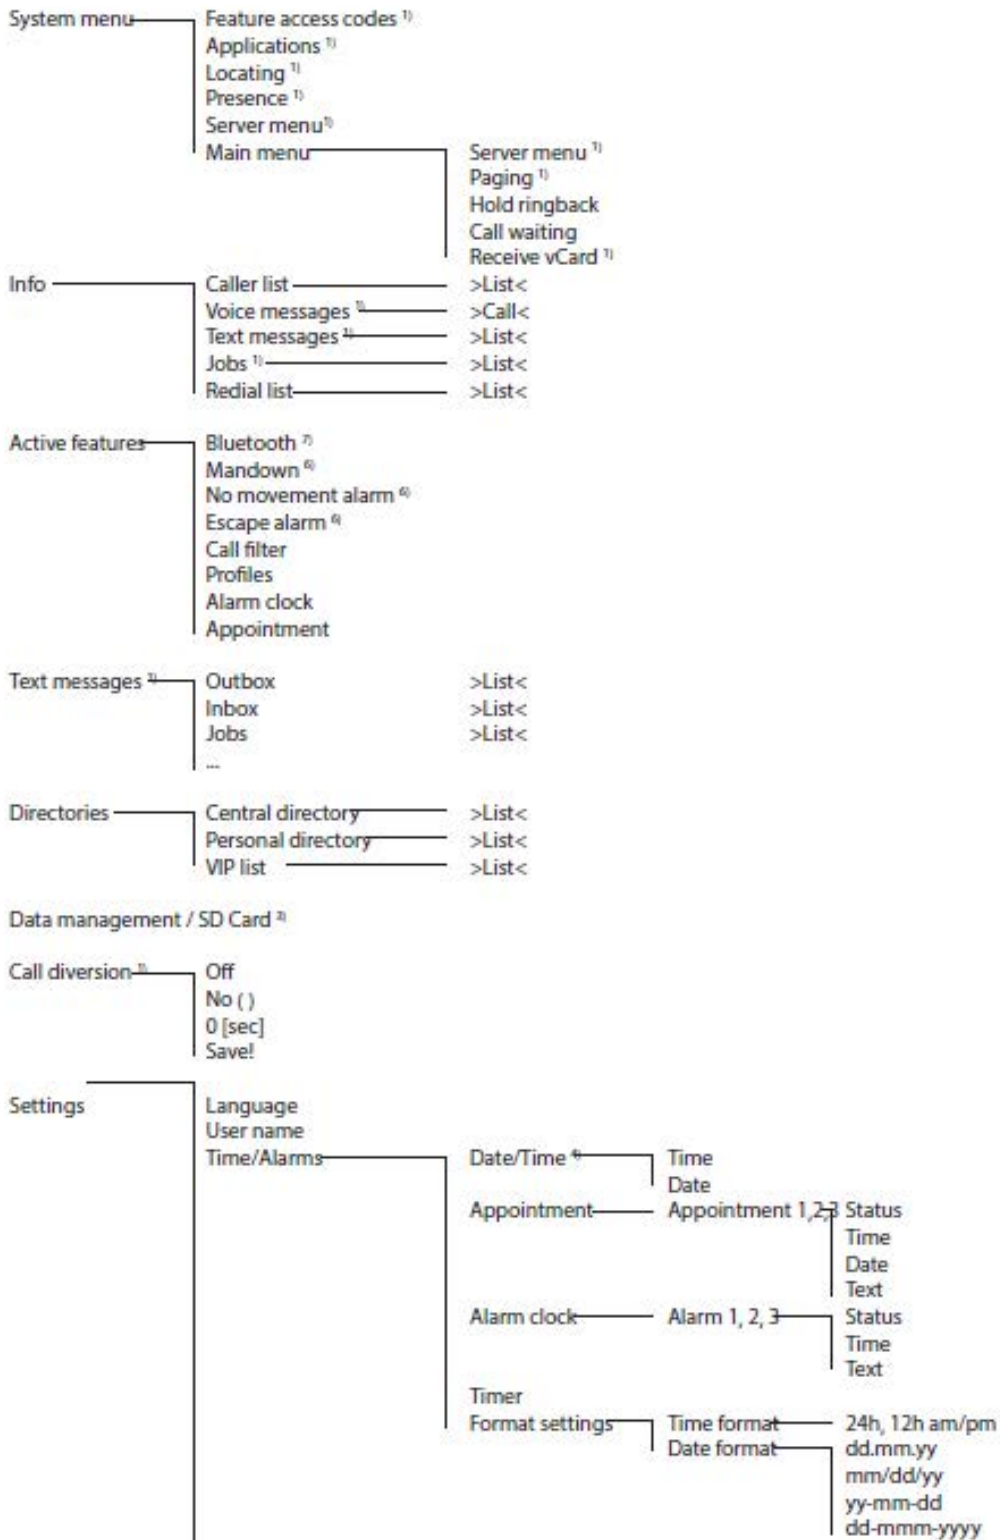 System menu Feature access codes 1)
Applications 1)
Locating 1)
Presence 1)
Server menu 1)
Main menu Server menu 1)
Paging 1)
Hold ringback
Call waiting
Receive vCard 1)
Info Caller list >List<
Voice messages 1) >Call<
Text messages 1) >List<
Jobs 1) >List<
Redial list >List<
Active features Bluetooth 7)
Mandown 6)
No movement alarm 6)
Escape alarm 6)
Call filter
Profiles
Alarm clock
Appointment
Text messages 1) Outbox >List<
Inbox >List<
Jobs >List<
...
Directories Central directory >List<
Personal directory >List<
VIP list >List<
Data management / SD Card
Call diversion 1) Off
No ( )
0 [sec]
Save!
Settings Language
User name
Time/Alarms Date/Time Time
Date
Appointment Appointment 1,2,3 Status
Time
Date
Text
Alarm clock Alarm 1, 2, 3 Status
Time
Text
Timer
Format settings Time format 24h, 12h am/pm
Date format dd.mm.yy
mm/dd/yy
yy-mm-dd
dd-mmm-yyyy